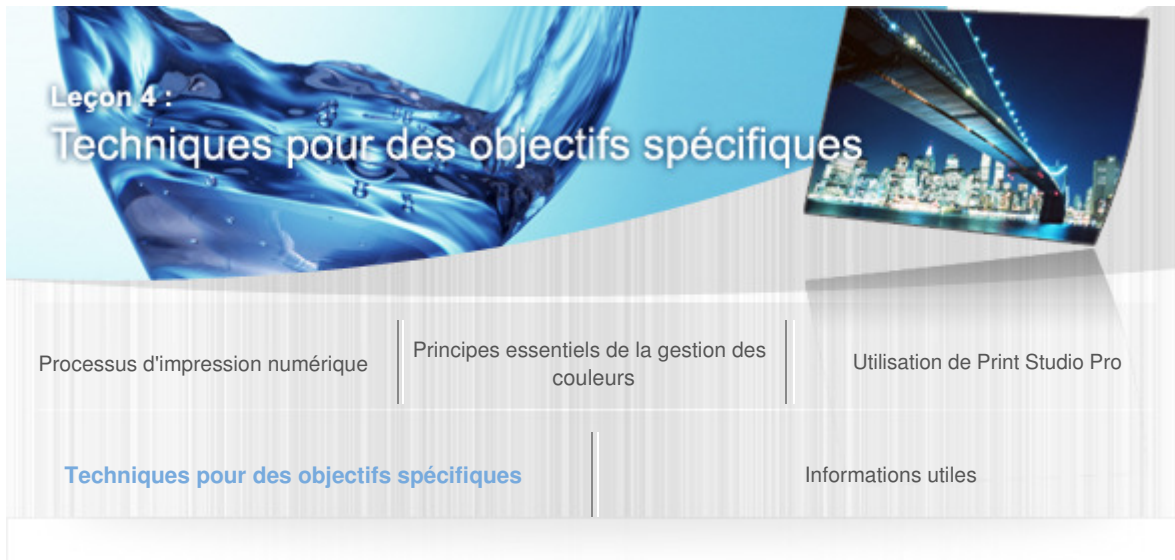 Leçon 4 :
Techniques pour des objectifs spécifiques
Processus d'impression numérique
Principes essentiels de la gestion des
couleurs
Utilisation de Print Studio Pro
Techniques pour des objectifs spécifiques
Informations utiles